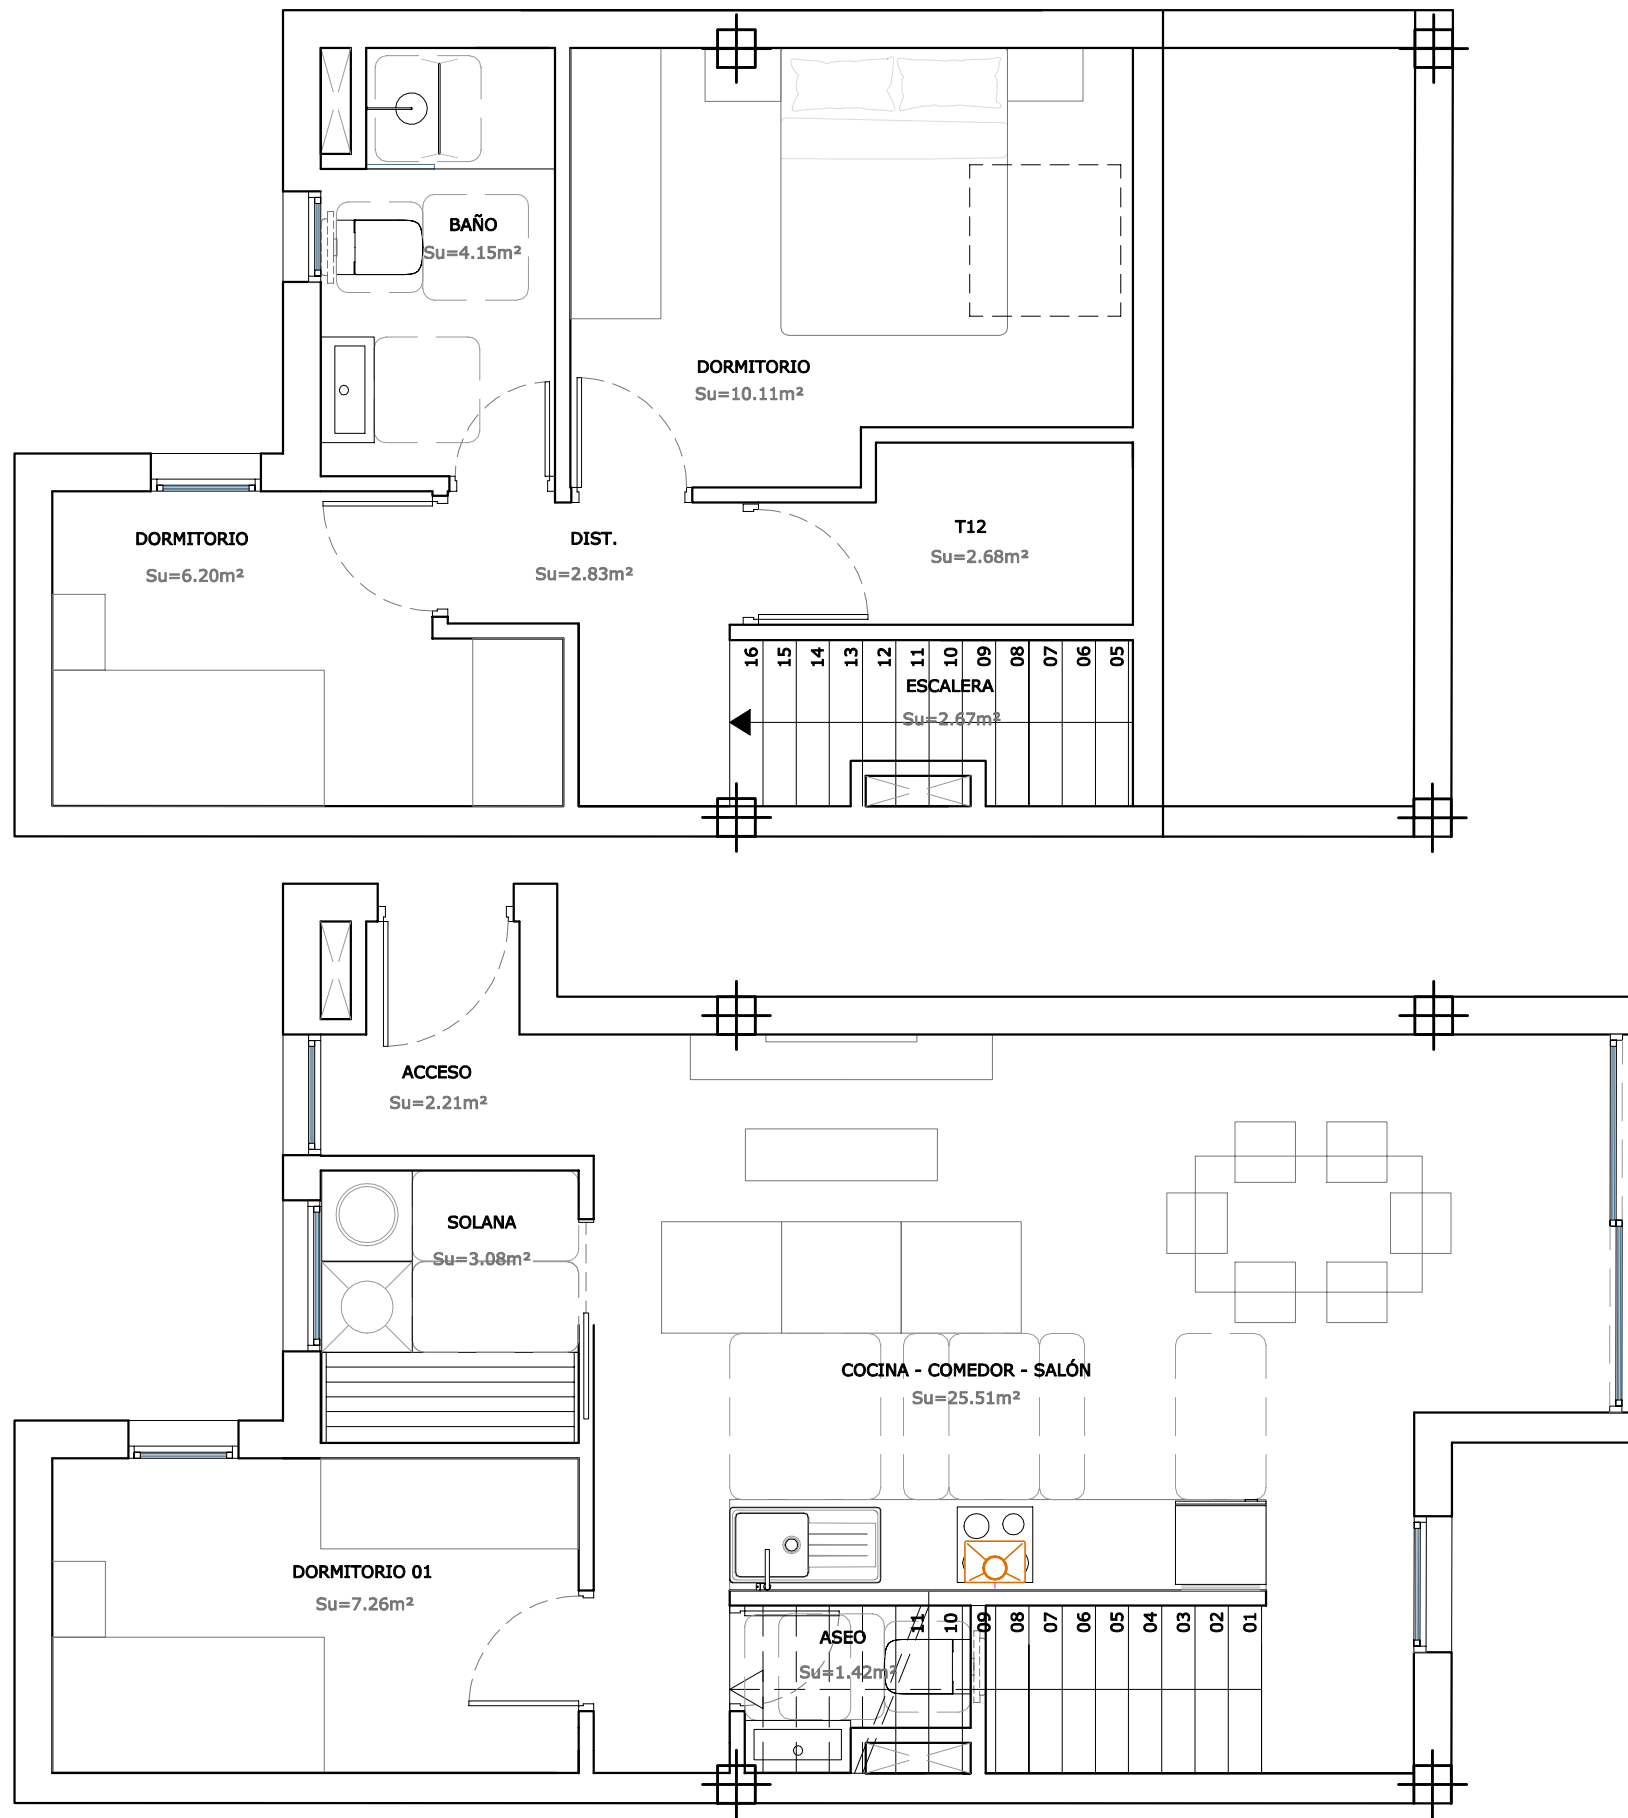 BAÑO
Su=4.15m²
DORMITORIO
Su=10.11m²
DORMITORIO
Su=6.20m²
DIST.
Su=2.83m²
T12
Su=2.68m²
16 15 14 13 12 11 10 09 08 07 06 05
ESCALERA
Su=2.67m²
ACCESO
Su=2.21m²
SOLANA
Su=3.08m²
COCINA - COMEDOR - SALÓN
Su=25.51m²
DORMITORIO 01
Su=7.26m²
11 10 09 08 07 06 05 04 03 02 01
ASEO
Su=1.42m²